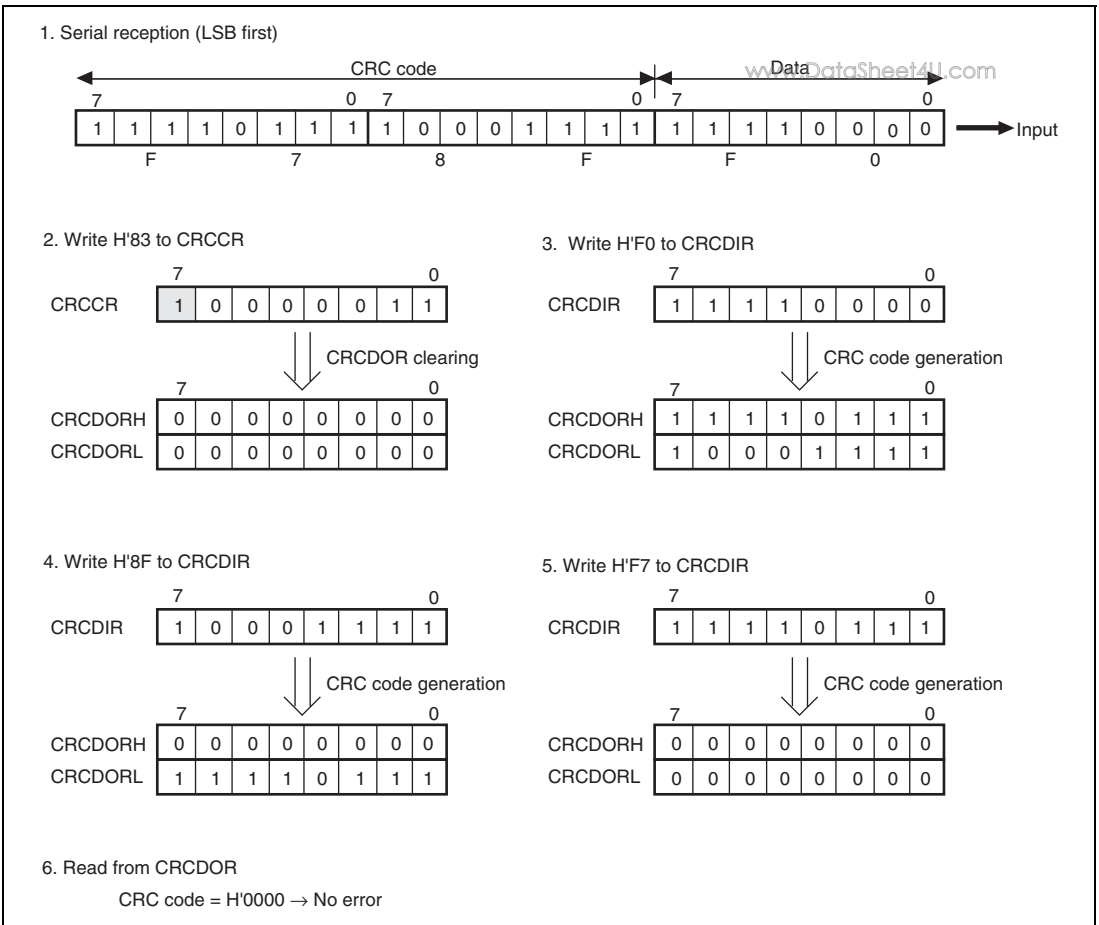 1. Serial reception (LSB first)
CRC code Data
www.DataSheet4U.com
7 0 7 0 7 0
1 1 1 1 0 1 1 1 1 0 0 0 1 1 1 1 1 1 1 1 0 0 0 0 Input
F 7 8 F F 0
2. Write H'83 to CRCCR
7 0
CRCCR 1 0 0 0 0 0 1 1
CRCDOR clearing
7 0
CRCDORH 0 0 0 0 0 0 0 0
CRCDORL 0 0 0 0 0 0 0 0
3. Write H'F0 to CRCDIR
7 0
CRCDIR 1 1 1 1 0 0 0 0
CRC code generation
7 0
CRCDORH 1 1 1 1 0 1 1 1
CRCDORL 1 0 0 0 1 1 1 1
4. Write H'8F to CRCDIR
7 0
CRCDIR 1 0 0 0 1 1 1 1
CRC code generation
7 0
CRCDORH 0 0 0 0 0 0 0 0
CRCDORL 1 1 1 1 0 1 1 1
5. Write H'F7 to CRCDIR
7 0
CRCDIR 1 1 1 1 0 1 1 1
CRC code generation
7 0
CRCDORH 0 0 0 0 0 0 0 0
CRCDORL 0 0 0 0 0 0 0 0
6. Read from CRCDOR
CRC code = H'0000 → No error